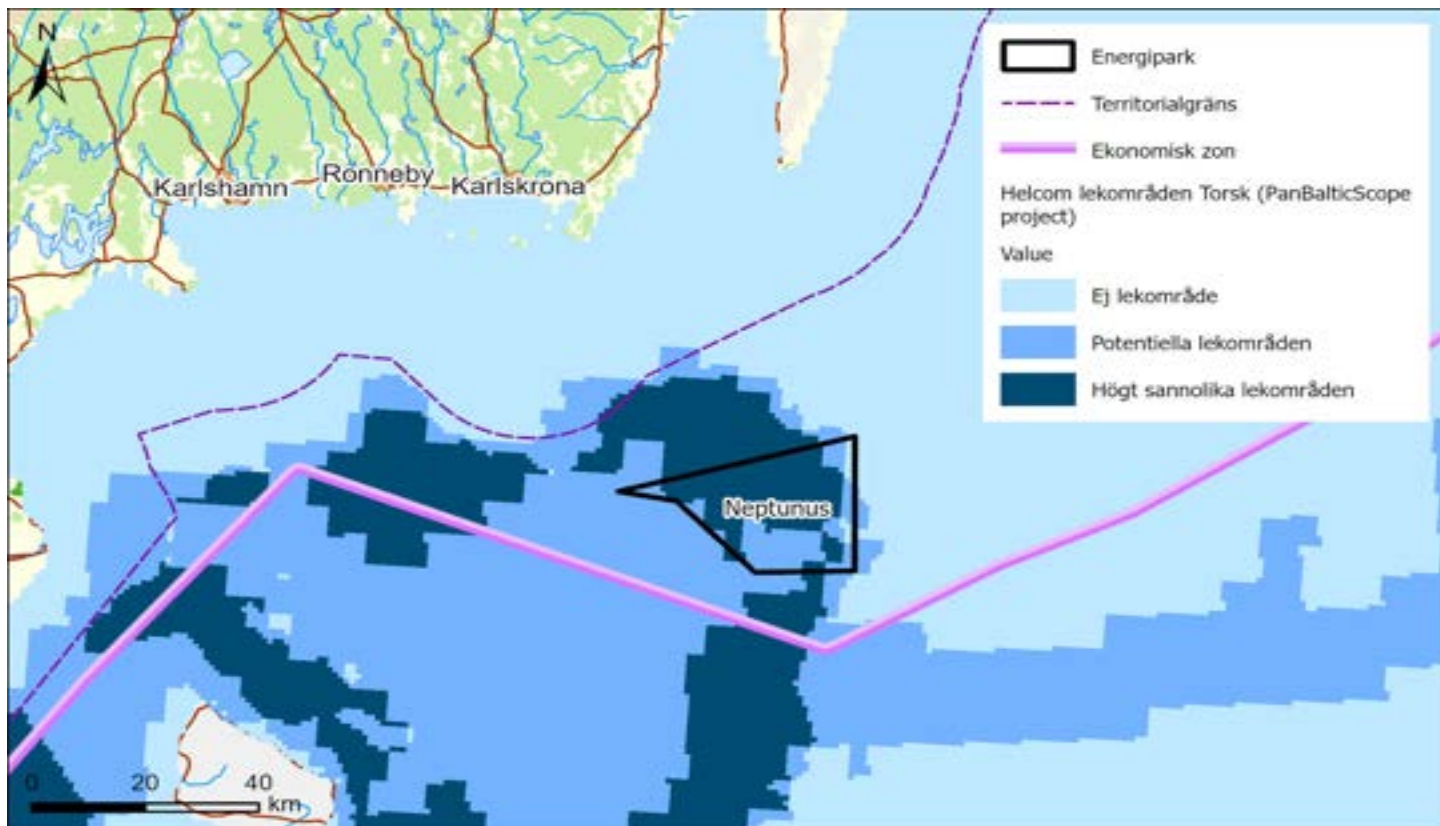 N
Energipark
Territorialgräns
Ekonomisk zon
Helcom lekområden Torsk (PanBalticScope
project)
Value
Ej lekområde
Potentiella lekområden
Högt sannolika lekområden
Karlshamn
Ronneby
Karlskrona
Neptunus
0 20 40
km